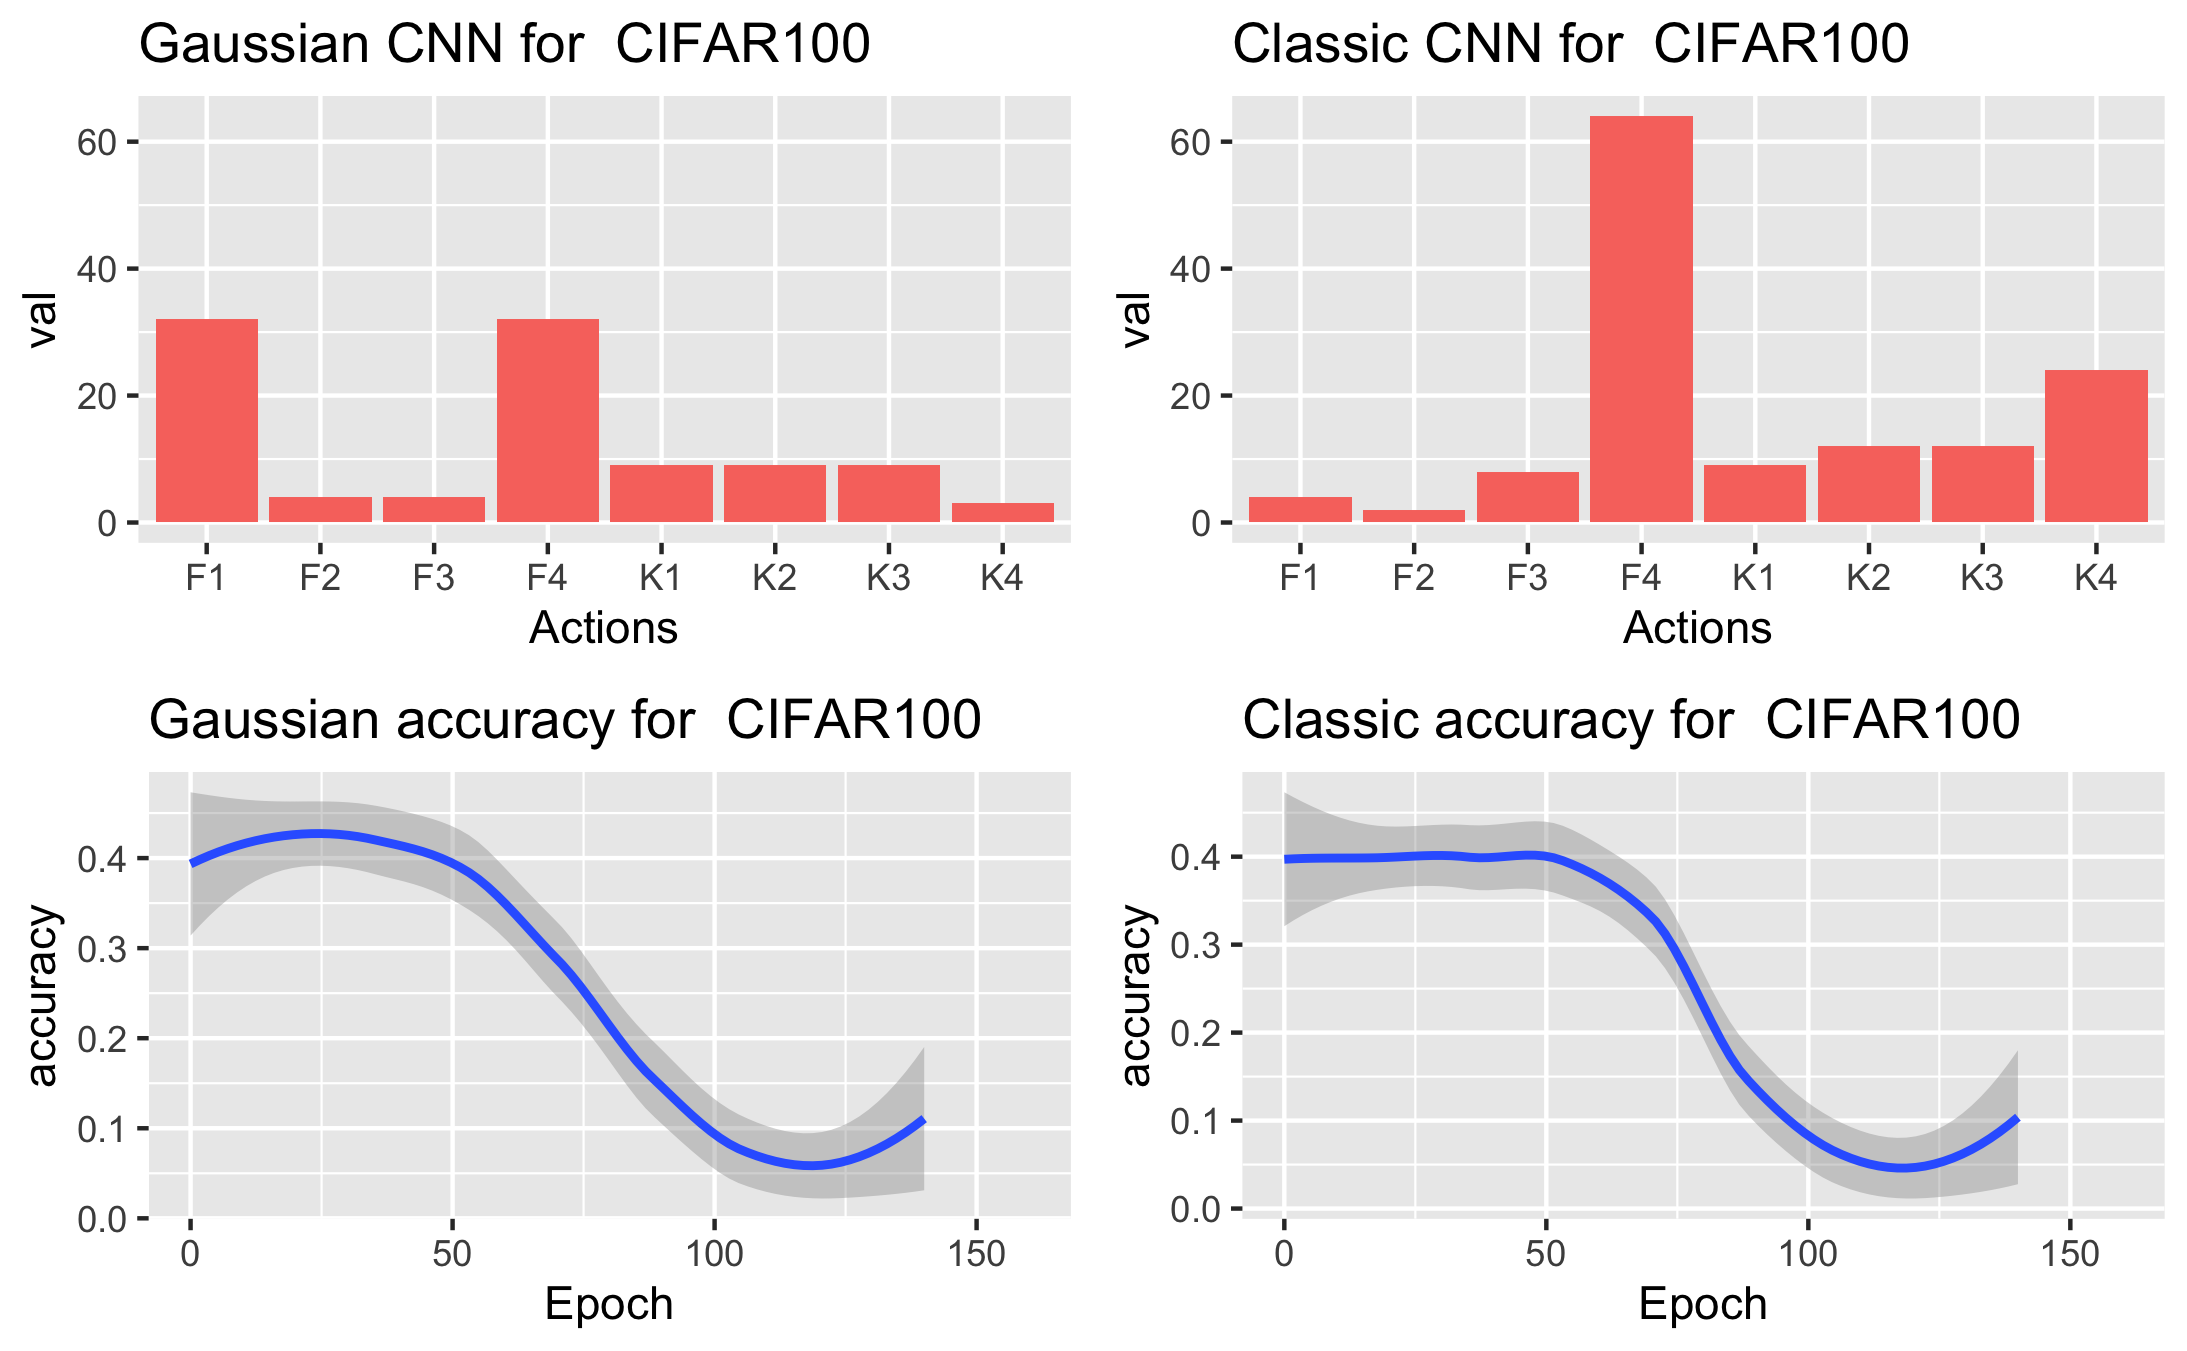 Gaussian CNN for  CIFAR100
60
40
20
0
val
F1 F2 F3 F4 K1 K2 K3 K4
Actions
Classic CNN for  CIFAR100
60
40
20
0
val
F1 F2 F3 F4 K1 K2 K3 K4
Actions
Gaussian accuracy for  CIFAR100
0.4
0.3
0.2
0.1
0.0
accuracy
0 50 100 150
Epoch
Classic accuracy for  CIFAR100
0.4
0.3
0.2
0.1
0.0
accuracy
0 50 100 150
Epoch